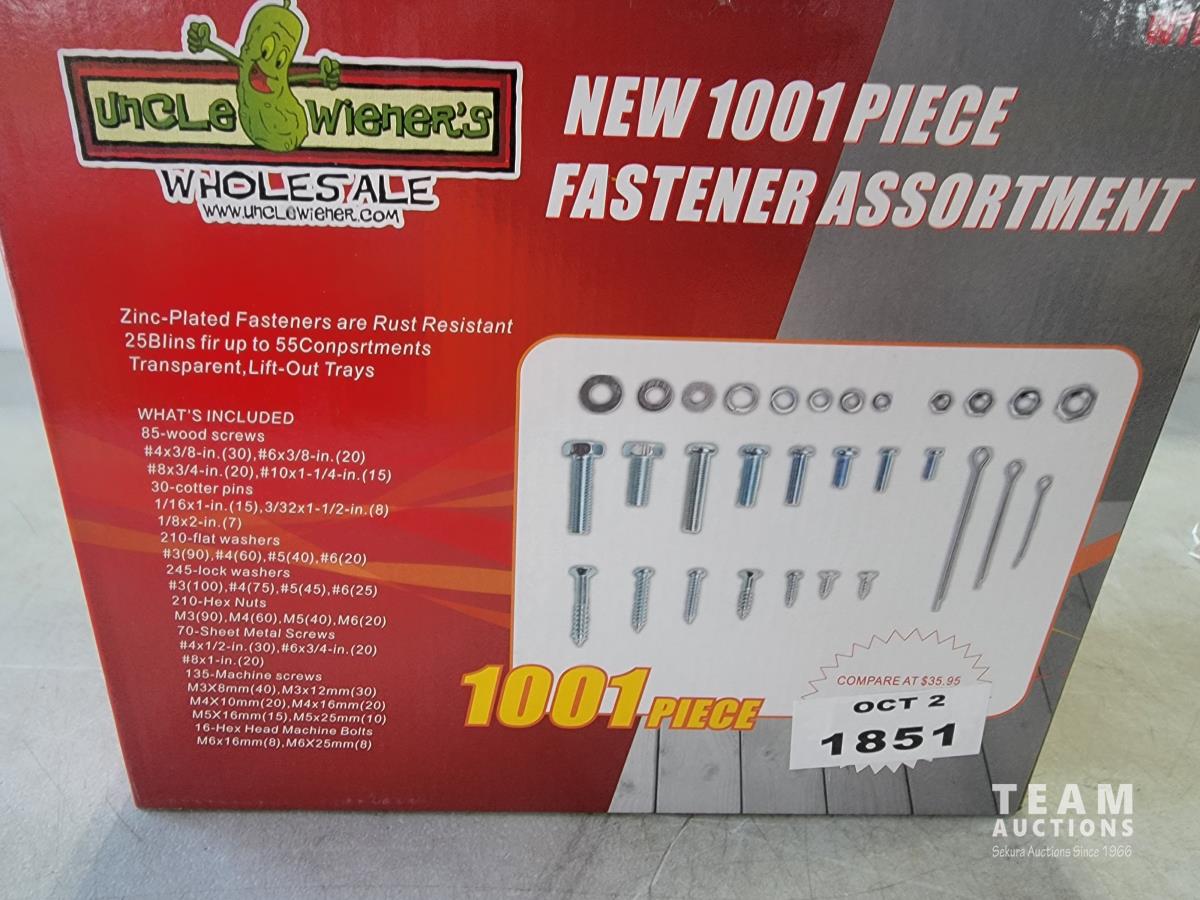 UNCLE WIENER'S
WHOLESALE
WWW.UNCLEWIENER.COM
NEW 1001 PIECE
FASTENER ASSORTMENT
Zinc-Plated Fasteners are Rust Resistant
25Blins fir up to 55Conpsrtments
Transparent,Lift-Out Trays
WHAT'S INCLUDED
85-wood screws
#4x3/8-in.(30),#6x3/8-in.(20)
#8x3/4-in.(20),#10x1-1/4-in.(15)
30-cotter pins
1/16x1-in.(15),3/32x1-1/2-in.(8)
1/8x2-in.(7)
210-flat washers
#3(90),#4(60),#5(40),#6(20)
245-lock washers
#3(100),#4(75),#5(45),#6(25)
210-Hex Nuts
M3(90),M4(60),M5(40),M6(20)
70-Sheet Metal Screws
#4x1/2-in.(30),#6x3/4-in.(20)
#8x1-in.(20)
135-Machine screws
M3X8mm(40),M3x12mm(30)
M4X10mm(20),M4x16mm(20)
M5X16mm(15),M5x25mm(10)
16-Hex Head Machine Bolts
M6x16mm(8),M6X25mm(8)
1001 PIECE
COMPARE AT $35.95
OCT 2
1851
TEAM
AUCTIONS
Sekura Auctions Since 1966